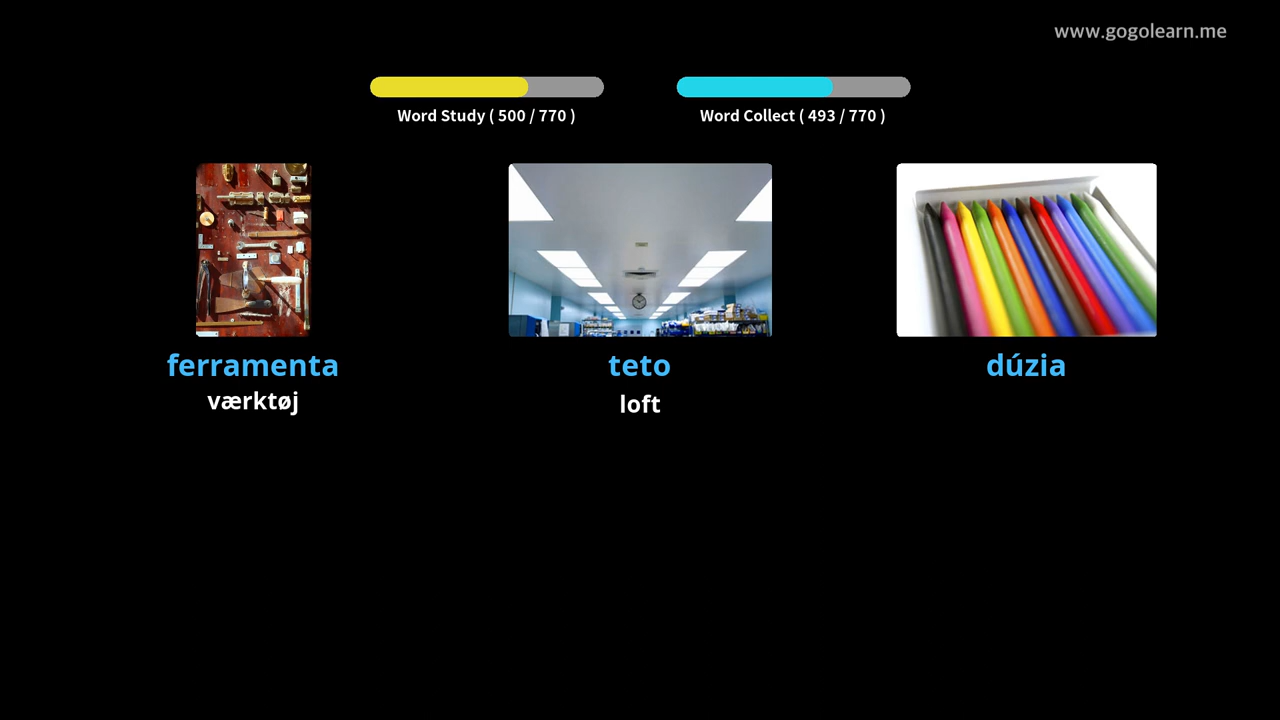 www.gogolearn.me
Word Study ( 500 / 770 )
Word Collect ( 493 / 770 )
ferramenta
værktøj
teto
loft
dúzia